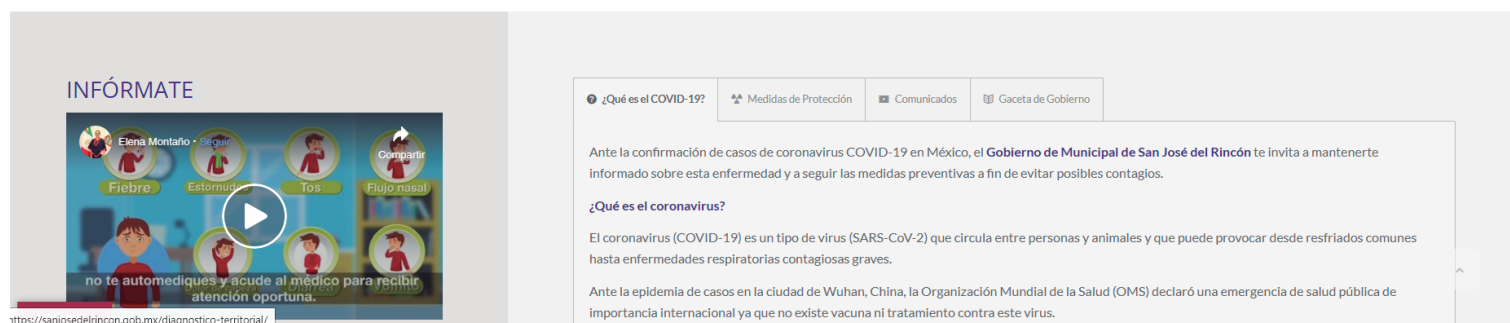 INFÓRMATE
Elena Montaño • Seguir
Compartir
Fiebre
Estornudos
Tos
Flujo nasal
Diarrea
Vómito
no te automediques y acude al médico para recibir
atención oportuna.
https://sanjosedelrincon.gob.mx/diagnostico-territorial/
¿Qué es el COVID-19?
Medidas de Protección
Comunicados
Gaceta de Gobierno
Ante la confirmación de casos de coronavirus COVID-19 en México, el Gobierno de Municipal de San José del Rincón te invita a mantenerte
informado sobre esta enfermedad y a seguir las medidas preventivas a fin de evitar posibles contagios.
¿Qué es el coronavirus?
El coronavirus (COVID-19) es un tipo de virus (SARS-CoV-2) que circula entre personas y animales y que puede provocar desde resfriados comunes
hasta enfermedades respiratorias contagiosas graves.
Ante la epidemia de casos en la ciudad de Wuhan, China, la Organización Mundial de la Salud (OMS) declaró una emergencia de salud pública de
importancia internacional ya que no existe vacuna ni tratamiento contra este virus.